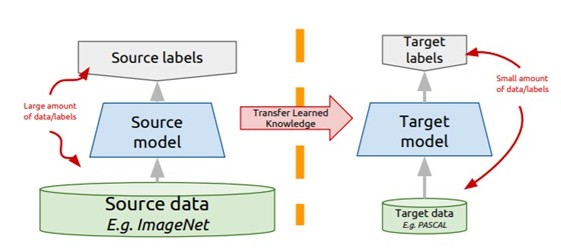 Source labels
Large amount
of data/labels
Source
model
Source data
E.g. ImageNet
Transfer Learned
Knowledge
Target
labels
Small amount
of data/labels
Target
model
Target data
E.g. PASCAL